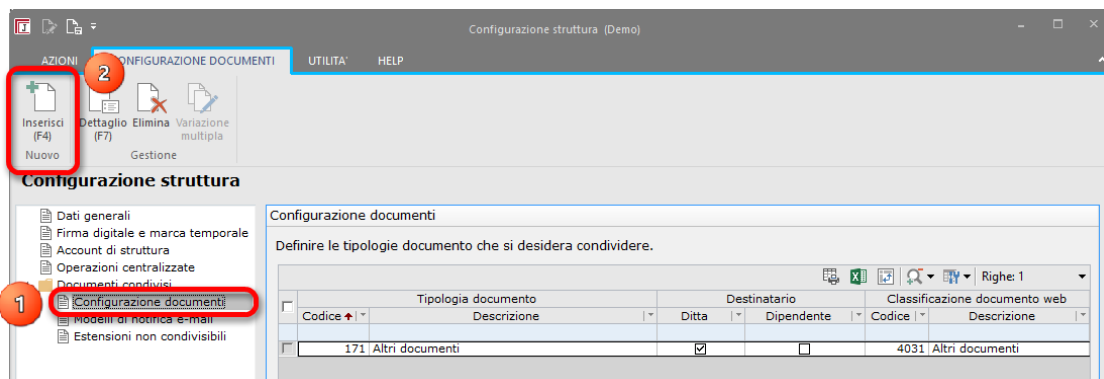 Configurazione struttura (Demo)
AZIONI CONFIGURAZIONE DOCUMENTI UTILITA' HELP
2
Inserisci (F4) Dettaglio (F7) Elimina Variazione multipla
Nuovo Gestione
Configurazione struttura
Dati generali
Firma digitale e marca temporale
Account di struttura
Operazioni centralizzate
Documenti condivisi
1
Configurazione documenti
Modelli di notifica e-mail
Estensioni non condivisibili
Configurazione documenti
Definire le tipologie documento che si desidera condividere.
Righe: 1
Tipologia documento Destinatario Classificazione documento web
Codice Descrizione Ditta Dipendente Codice Descrizione
171 Altri documenti 4031 Altri documenti